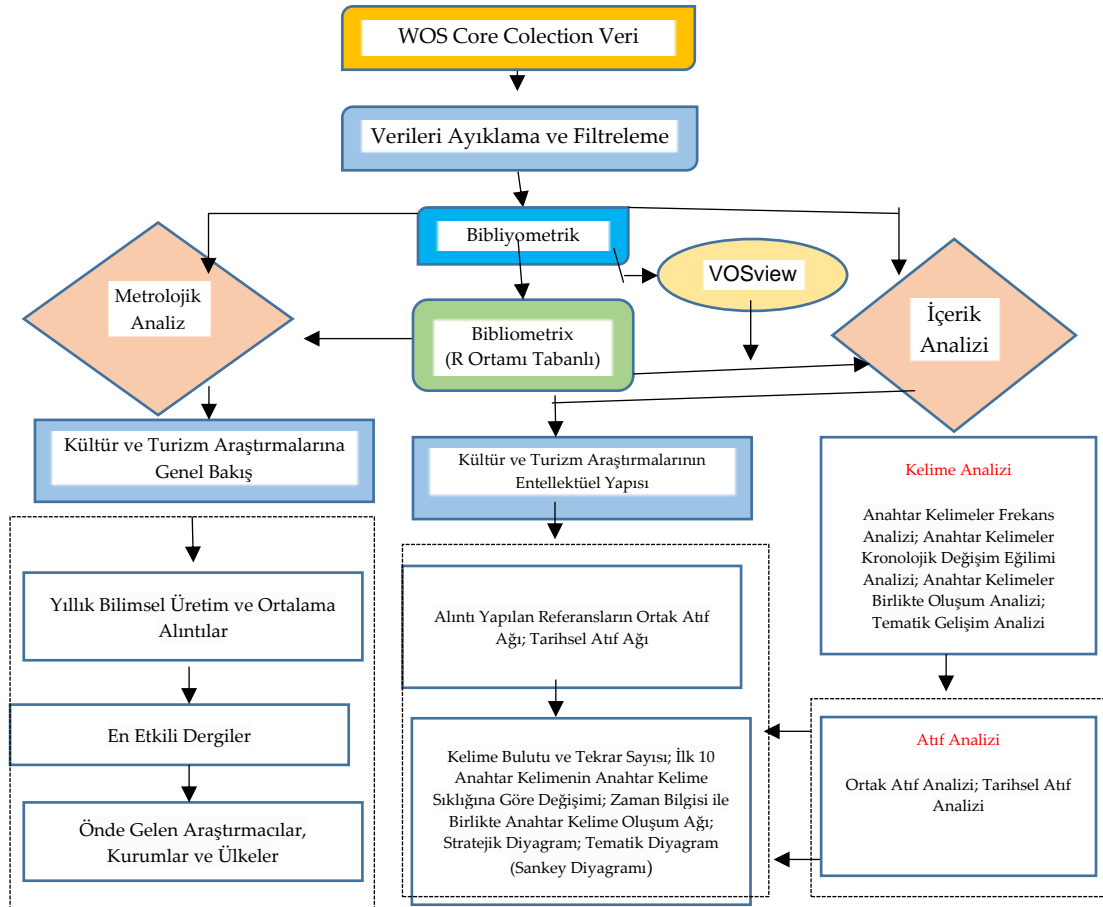 WOS Core Colection Veri
Verileri Ayıklama ve Filtreleme
Bibliyometrik
VOSview
Metrolojik
Analiz
Bibliometrix
(R Ortamı Tabanlı)
İçerik
Analizi
Kültür ve Turizm Araştırmalarına
Genel Bakış
Kültür ve Turizm Araştırmalarının
Entellektüel Yapısı
Kelime Analizi
Anahtar Kelimeler Frekans
Analizi; Anahtar Kelimeler
Kronolojik Değişim Eğilimi
Analizi; Anahtar Kelimeler
Birlikte Oluşum Analizi;
Tematik Gelişim Analizi
Yıllık Bilimsel Üretim ve Ortalama
Alıntılar
Alıntı Yapılan Referansların Ortak Atıf
Ağı; Tarihsel Atıf Ağı
En Etkili Dergiler
Kelime Bulutu ve Tekrar Sayısı; İlk 10
Anahtar Kelimenin Anahtar Kelime
Sıklığına Göre Değişimi; Zaman Bilgisi ile
Birlikte Anahtar Kelime Oluşum Ağı;
Stratejik Diyagram; Tematik Diyagram
(Sankey Diyagramı)
Atıf Analizi
Ortak Atıf Analizi; Tarihsel Atıf
Analizi
Önde Gelen Araştırmacılar,
Kurumlar ve Ülkeler